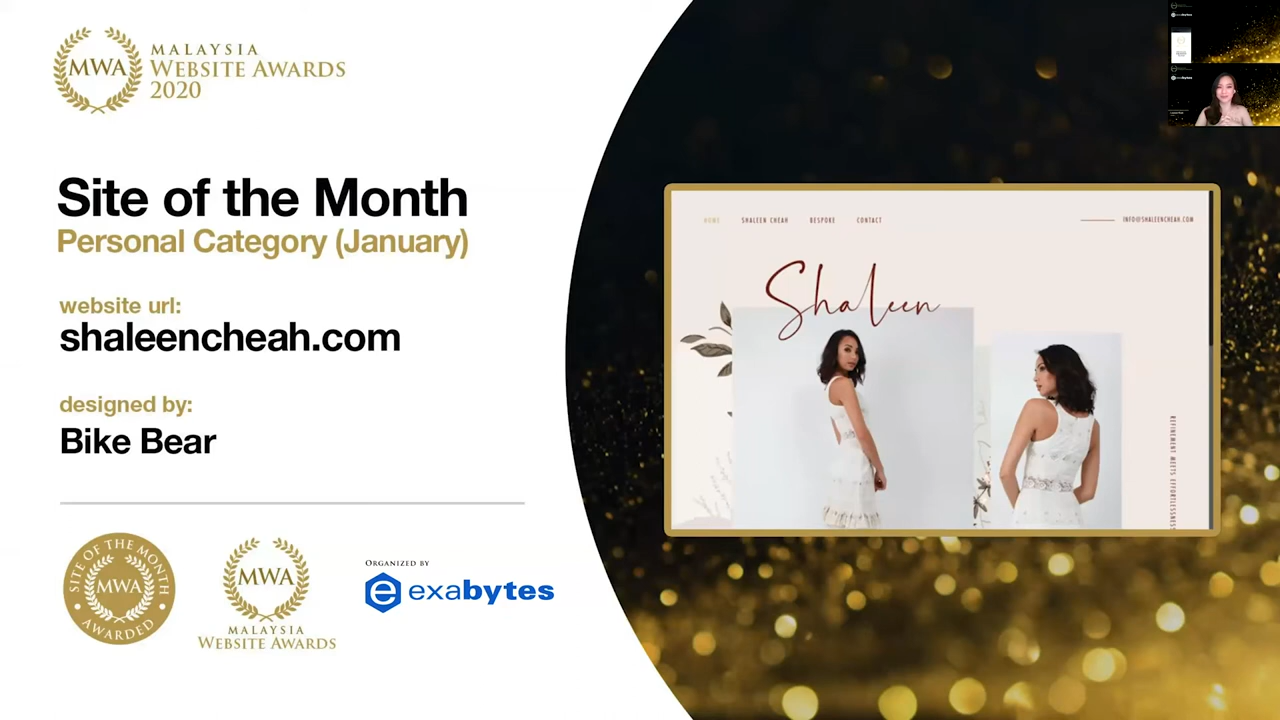 MWA
MALAYSIA
WEBSITE AWARDS
2020
Site of the Month
Personal Category (January)
website url:
shaleencheah.com
designed by:
Bike Bear
SITE OF THE MONTH
MWA
AWARDED
MWA
MALAYSIA
WEBSITE AWARDS
ORGANIZED BY
e exabytes
HOME SHALEEN CHEAH BESPOKE CONTACT INFO@SHALEENCHEAH.COM
Shaleen
REFINEMENT MEETS EFFORTLESSNESS
exabytes
exabytes